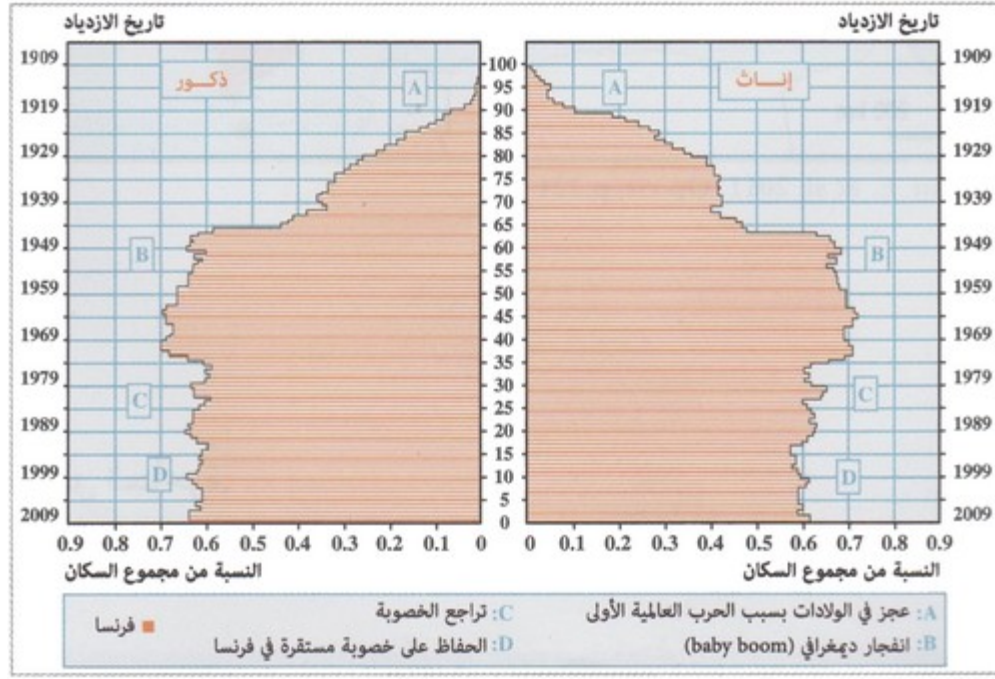 تاريخ الازدياد
تاريخ الازدياد
1909
1919
1929
1939
1949
1959
1969
1979
1989
1999
2009
إناث
A
B
C
D
100
95
90
85
80
75
70
65
60
55
50
45
40
35
30
25
20
15
10
5
0
ذكور
A
B
C
D
1909
1919
1929
1939
1949
1959
1969
1979
1989
1999
2009
0.9 0.8 0.7 0.6 0.5 0.4 0.3 0.2 0.1 0
0 0.1 0.2 0.3 0.4 0.5 0.6 0.7 0.8 0.9
النسبة من مجموع السكان
النسبة من مجموع السكان
A: عجز في الولادات بسبب الحرب العالمية الأولى
B: انفجار ديمغرافي (baby boom)
C: تراجع الخصوبة
D: الحفاظ على خصوبة مستقرة في فرنسا
فرنسا